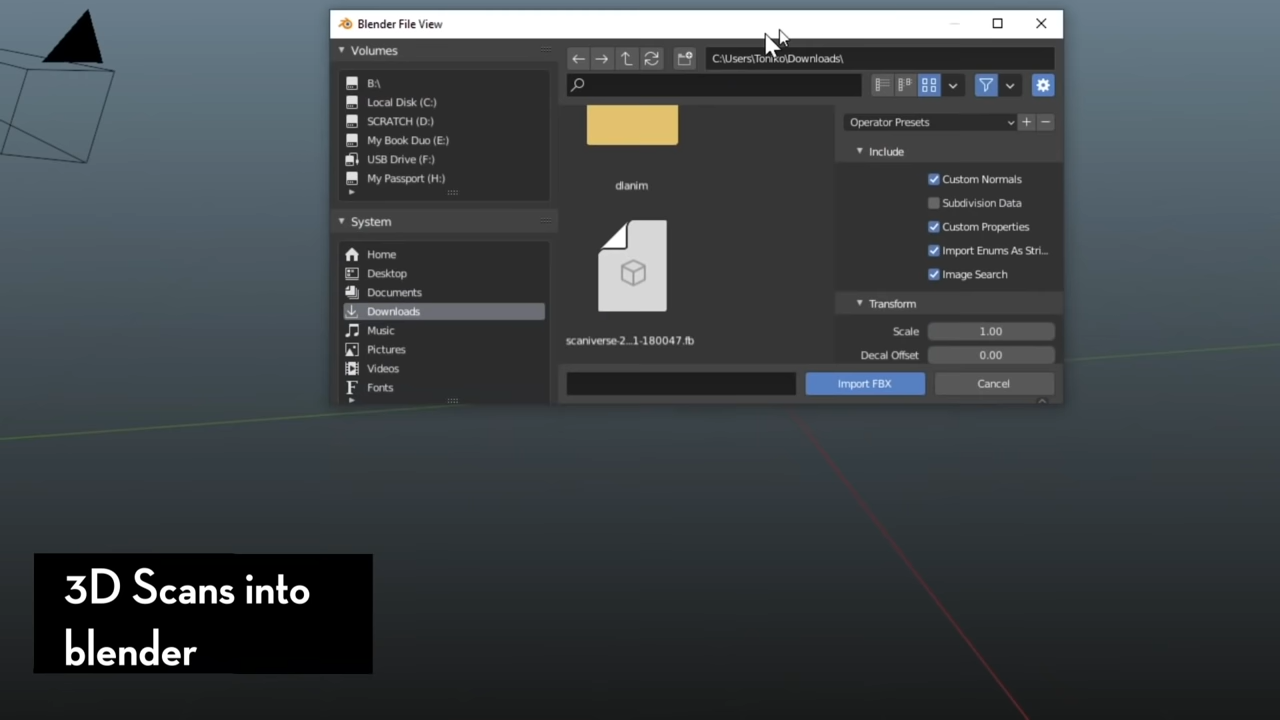 Blender File View
Volumes
B:\
Local Disk (C:)
SCRATCH (D:)
My Book Duo (E:)
USB Drive (F:)
My Passport (H:)
System
Home
Desktop
Documents
Downloads
Music
Pictures
Videos
Fonts
C:\Users\Toniko\Downloads\
dlanim
scaniverse-2...1-180047.fb
Operator Presets
Include
Custom Normals
Subdivision Data
Custom Properties
Import Enums As Stri...
Image Search
Transform
Scale 1.00
Decal Offset 0.00
Import FBX
Cancel
3D Scans into
blender